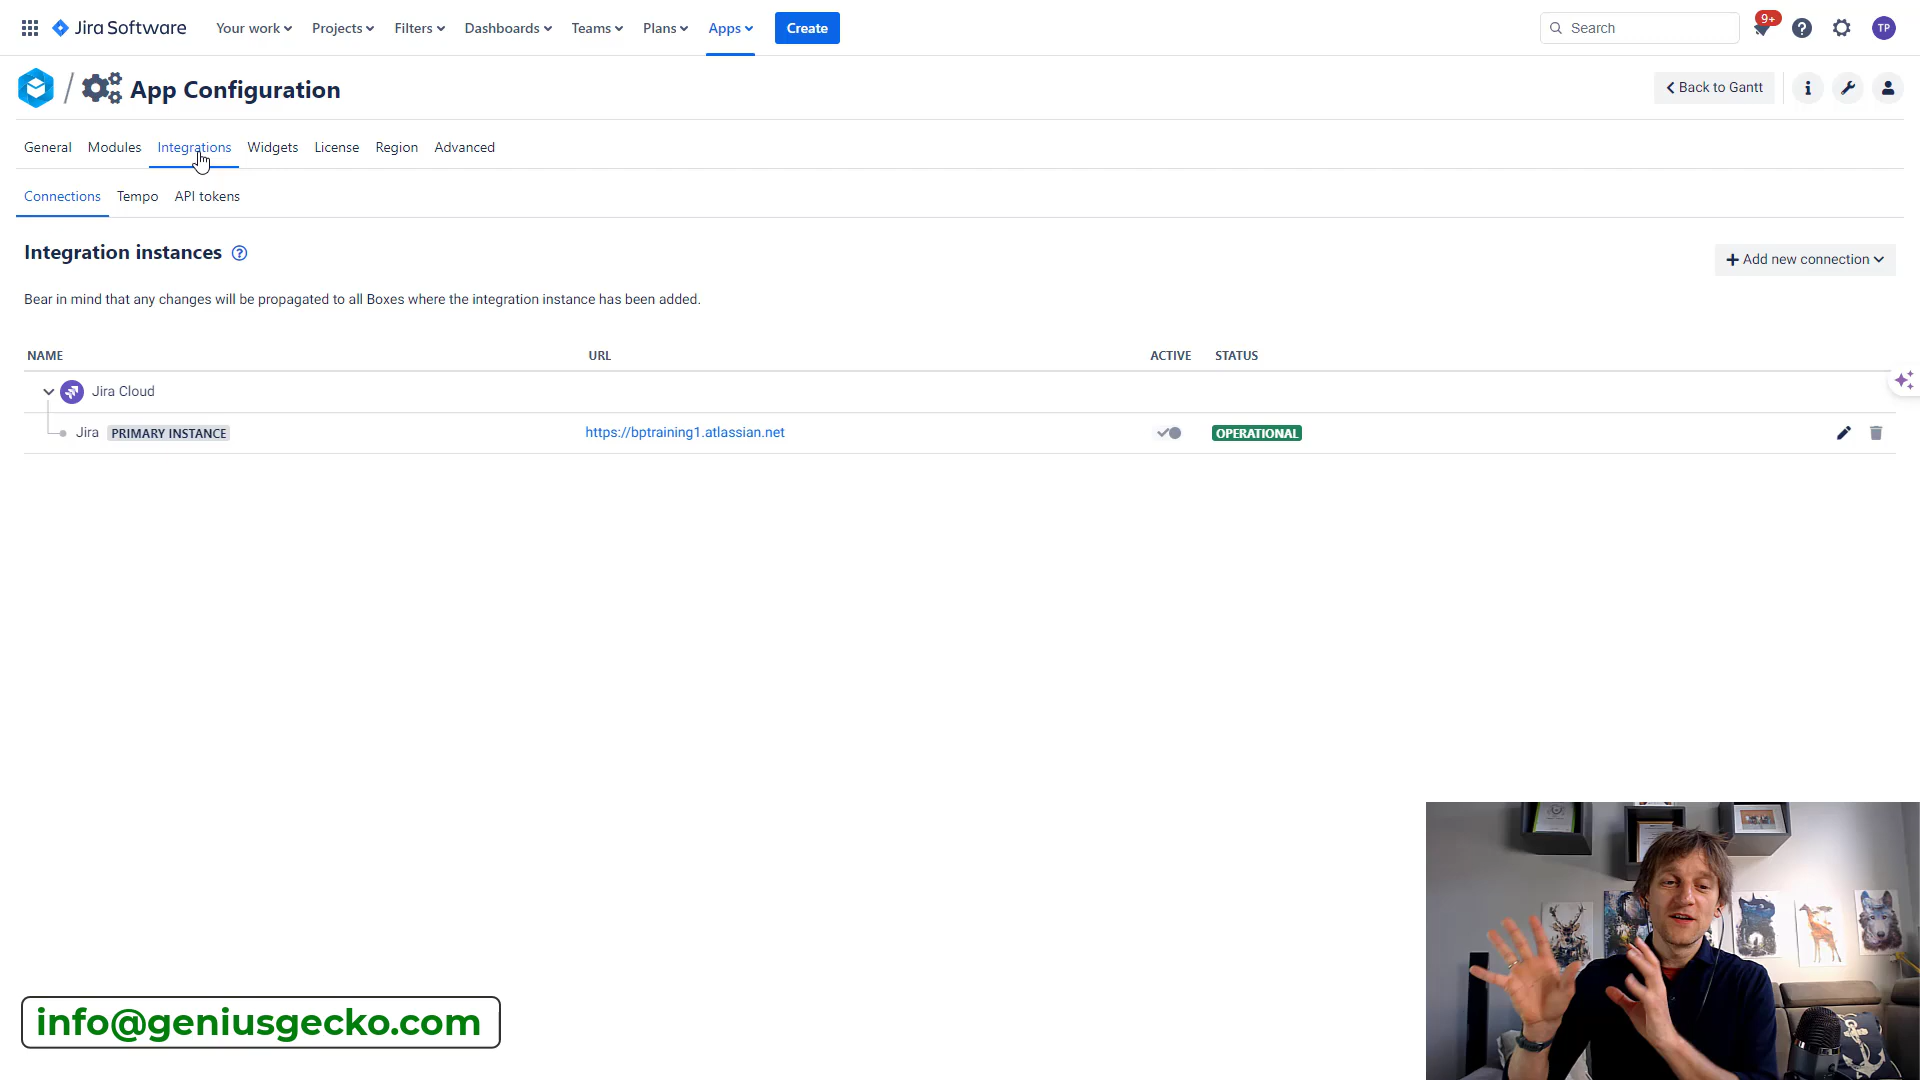 Jira Software Your work Projects Filters Dashboards Teams Plans Apps Create Search 9+ TP
/ App Configuration Back to Gantt
General Modules Integrations Widgets License Region Advanced
Connections Tempo API tokens
Integration instances
Add new connection
Bear in mind that any changes will be propagated to all Boxes where the integration instance has been added.
NAME URL ACTIVE STATUS
Jira Cloud
Jira PRIMARY INSTANCE https://bptraining1.atlassian.net OPERATIONAL
info@geniusgecko.com